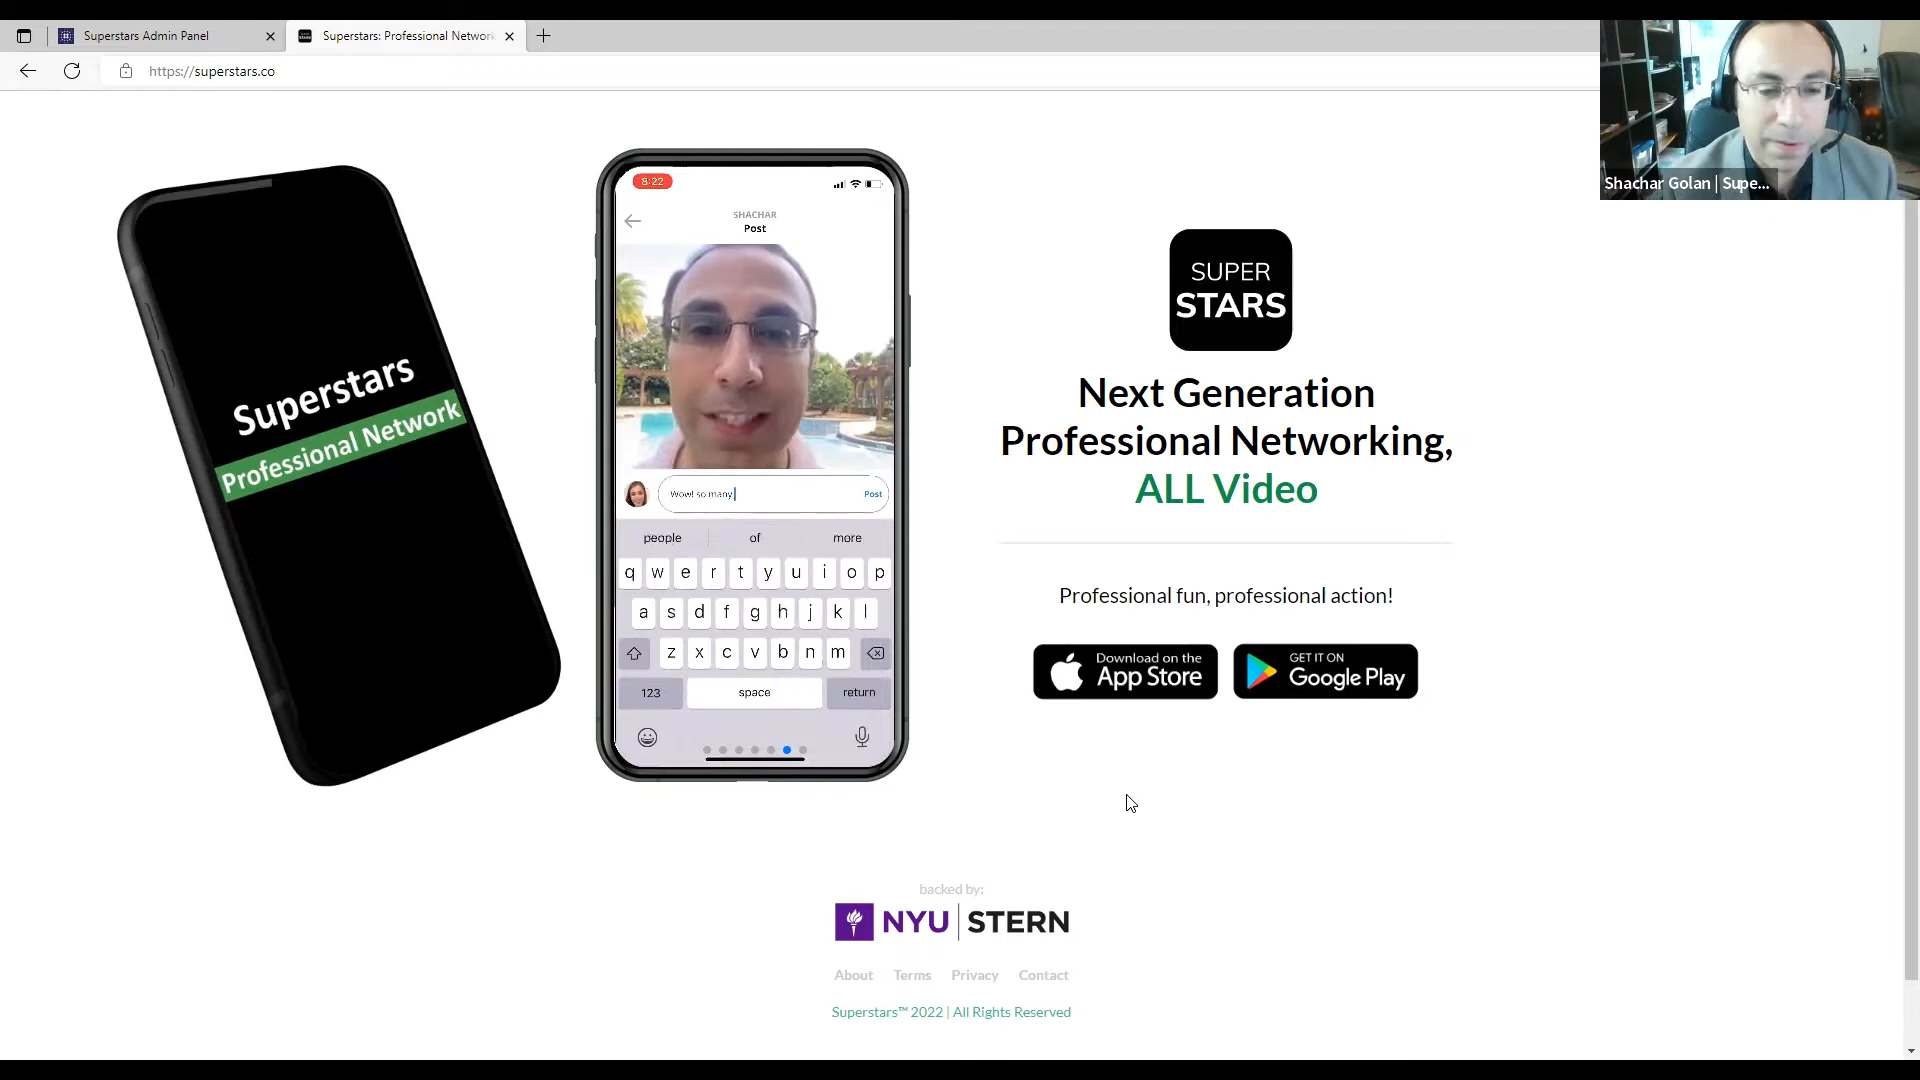 Superstars Admin Panel
Superstars: Professional Network
https://superstars.co
Shachar Golan | Supe...
8:22
SHACHAR
Post
Wow! so many
Post
people of more
q w e r t y u i o p
a s d f g h j k l
z x c v b n m
123 space return
Superstars
Professional Network
SUPER
STARS
Next Generation
Professional Networking,
ALL Video
Professional fun, professional action!
Download on the
App Store
GET IT ON
Google Play
backed by:
NYU | STERN
About Terms Privacy Contact
Superstars™ 2022 | All Rights Reserved